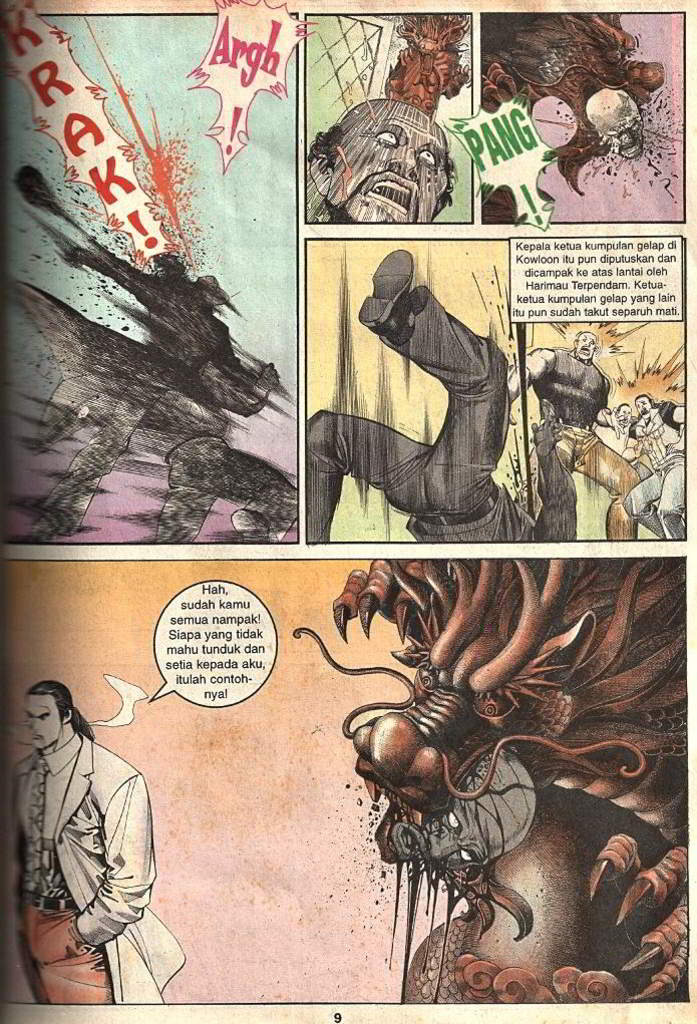 KRAK!
Argh!
PANG!
Kepala ketua kumpulan gelap di
Kowloon itu pun diputuskan dan
dicampak ke atas lantai oleh
Harimau Terpendam. Ketua-
ketua kumpulan gelap yang lain
itu pun sudah takut separuh mati.
Hah,
sudah kamu
semua nampak!
Siapa yang tidak
mahu tunduk dan
setia kepada aku,
itulah contoh-
nya!
9